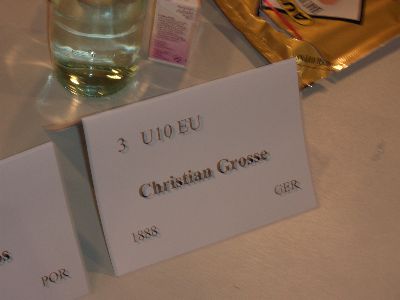 3 U10 EU
Christian Grosse
1888 GER
POR